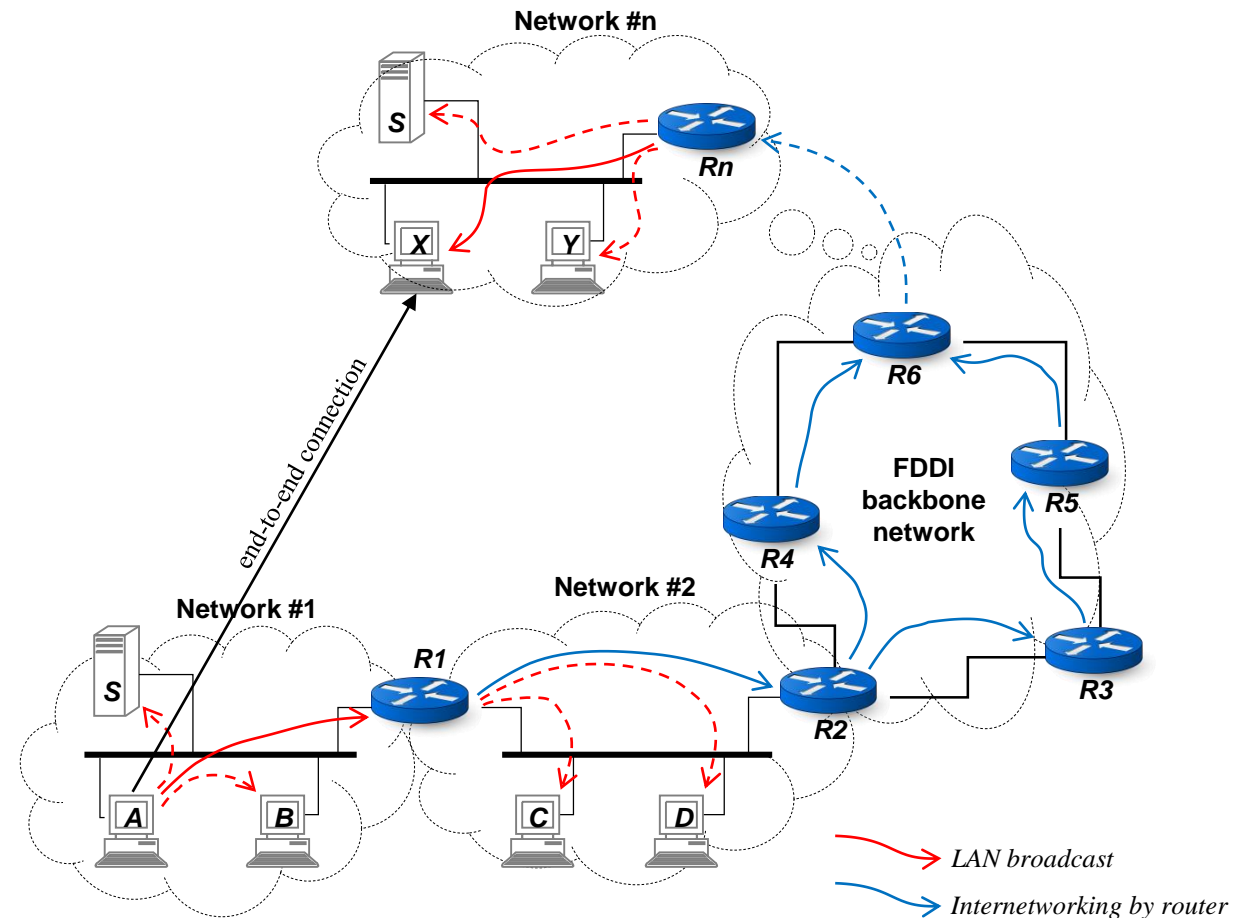 Network #n
S
Rn
X
Y
R6
end-to-end connection
FDDI
backbone
network
R5
R4
Network #1
Network #2
R1
S
R2
R3
A
B
C
D
LAN broadcast
Internetworking by router